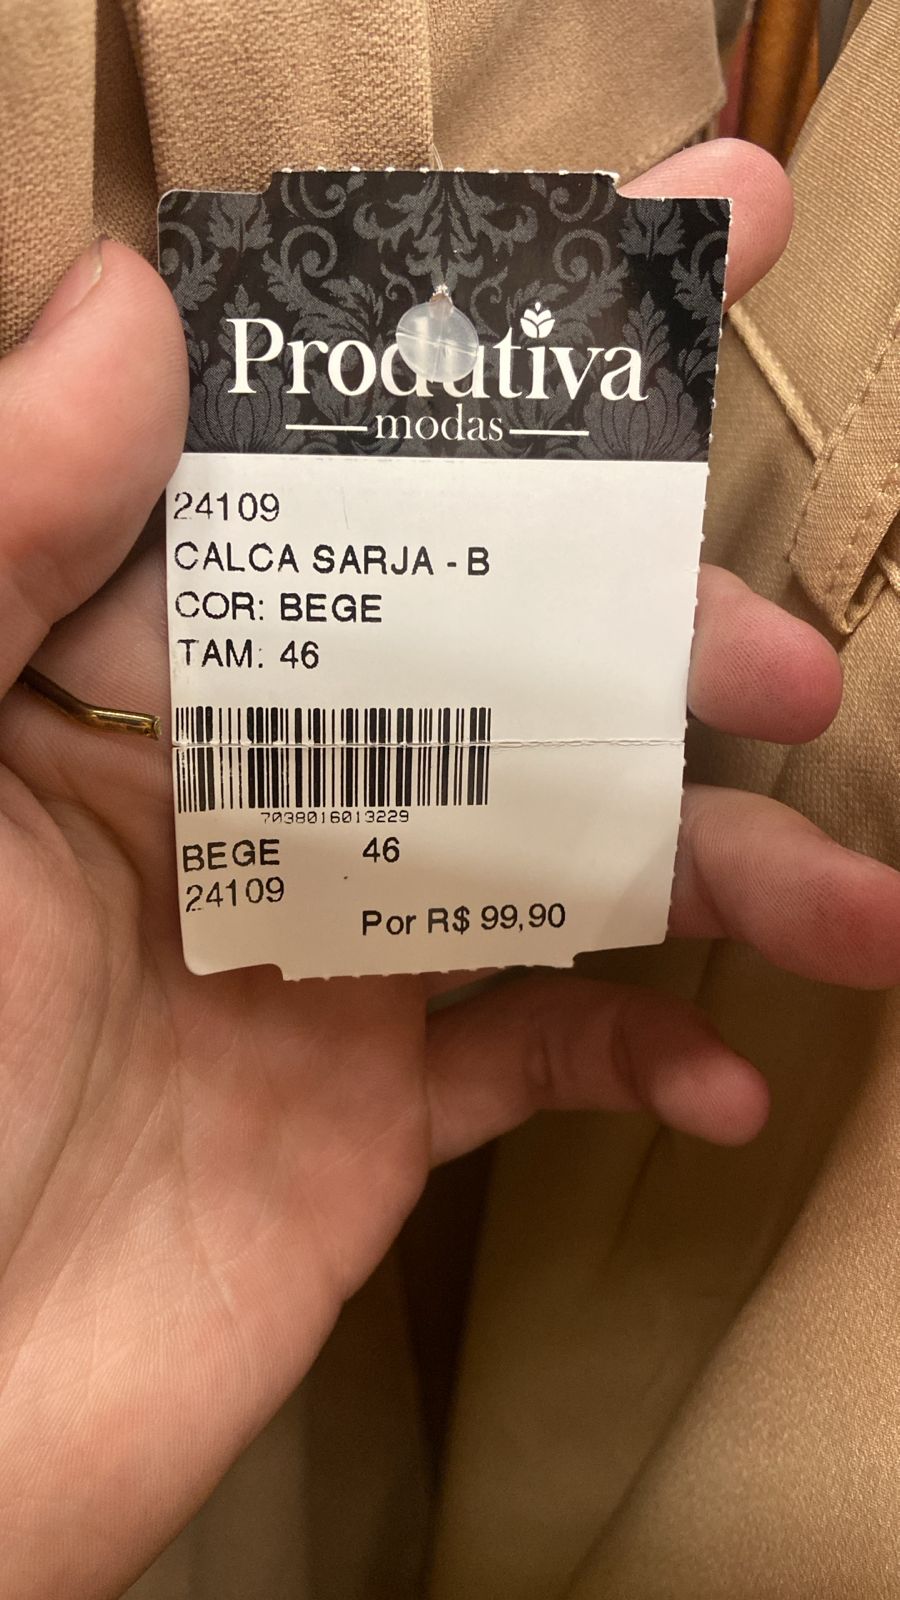 Produtiva
modas
24109
CALCA SARJA - B
COR: BEGE
TAM: 46
7038016013229
BEGE 46
24109
Por R$ 99,90